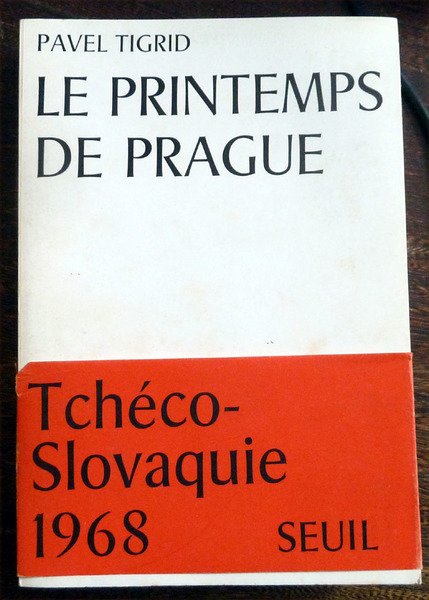 PAVEL TIGRID
LE PRINTEMPS
DE PRAGUE
Tchéco-
Slovaquie
1968 SEUIL